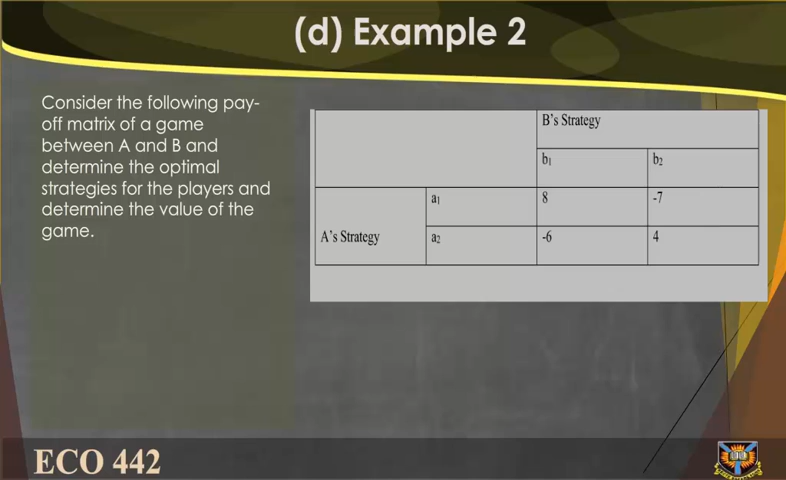 (d) Example 2
Consider the following pay-
off matrix of a game
between A and B and
determine the optimal
strategies for the players and
determine the value of the
game.
B's Strategy
b1 b2
a1 8 -7
A's Strategy a2 -6 4
ECO 442